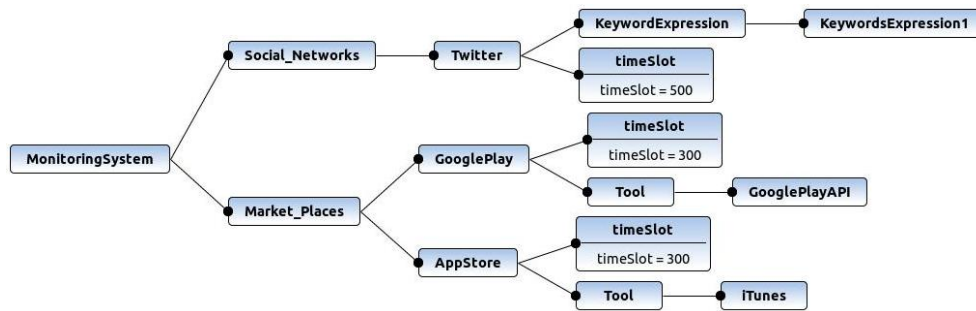 KeywordExpression
KeywordsExpression1
Social_Networks
Twitter
timeSlot
timeSlot = 500
timeSlot
timeSlot = 300
MonitoringSystem
GooglePlay
Tool
GooglePlayAPI
Market_Places
timeSlot
timeSlot = 300
AppStore
Tool
iTunes